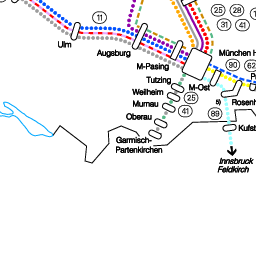 11
25
28
31
41
Ulm
Augsburg
München H
M-Pasing
90
62
Tutzing
M-Ost
Weilheim
25
5)
Rosenh
Murnau
41
89
Oberau
Kufst
Garmisch-
Partenkirchen
Innsbruck
Feldkirch